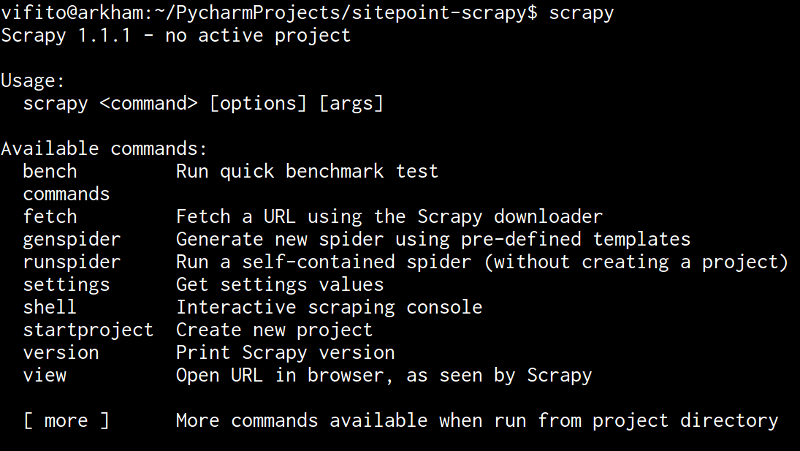 vifito@arkham:~/PycharmProjects/sitepoint-scrapy$ scrapy
Scrapy 1.1.1 - no active project

Usage:
  scrapy <command> [options] [args]

Available commands:
  bench         Run quick benchmark test
  commands
  fetch         Fetch a URL using the Scrapy downloader
  genspider     Generate new spider using pre-defined templates
  runspider     Run a self-contained spider (without creating a project)
  settings      Get settings values
  shell         Interactive scraping console
  startproject  Create new project
  version       Print Scrapy version
  view          Open URL in browser, as seen by Scrapy

  [ more ]      More commands available when run from project directory